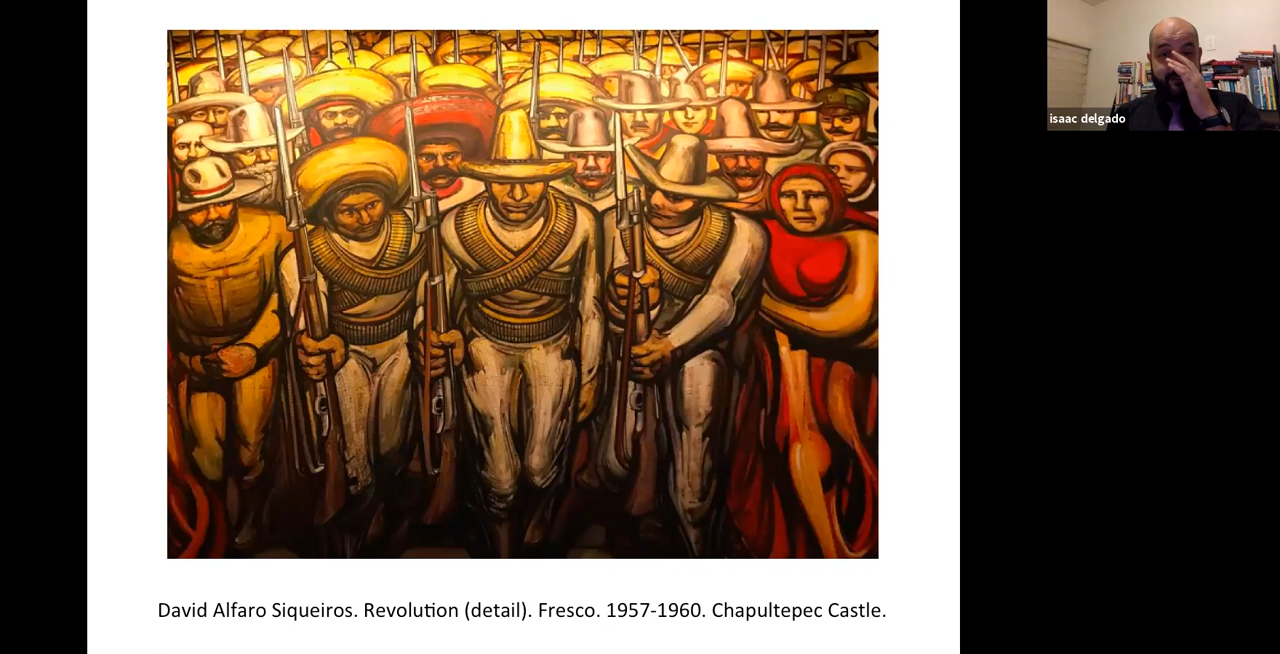 isaac delgado
David Alfaro Siqueiros. Revolution (detail). Fresco. 1957-1960. Chapultepec Castle.